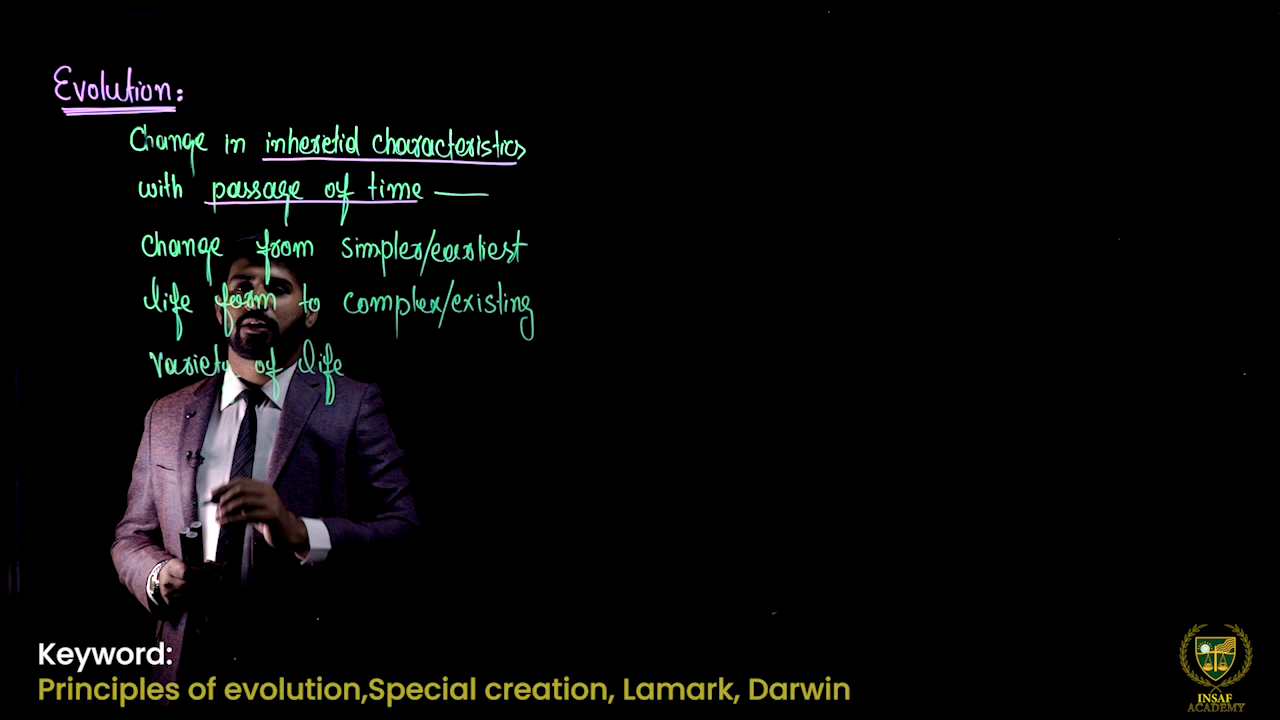 Evolution:
Change in inheretid characteristics
with passage of time —
Change from simpler/earliest
life form to complex/existing
variety of life
Keyword:
Principles of evolution,Special creation, Lamark, Darwin
INSAF
ACADEMY